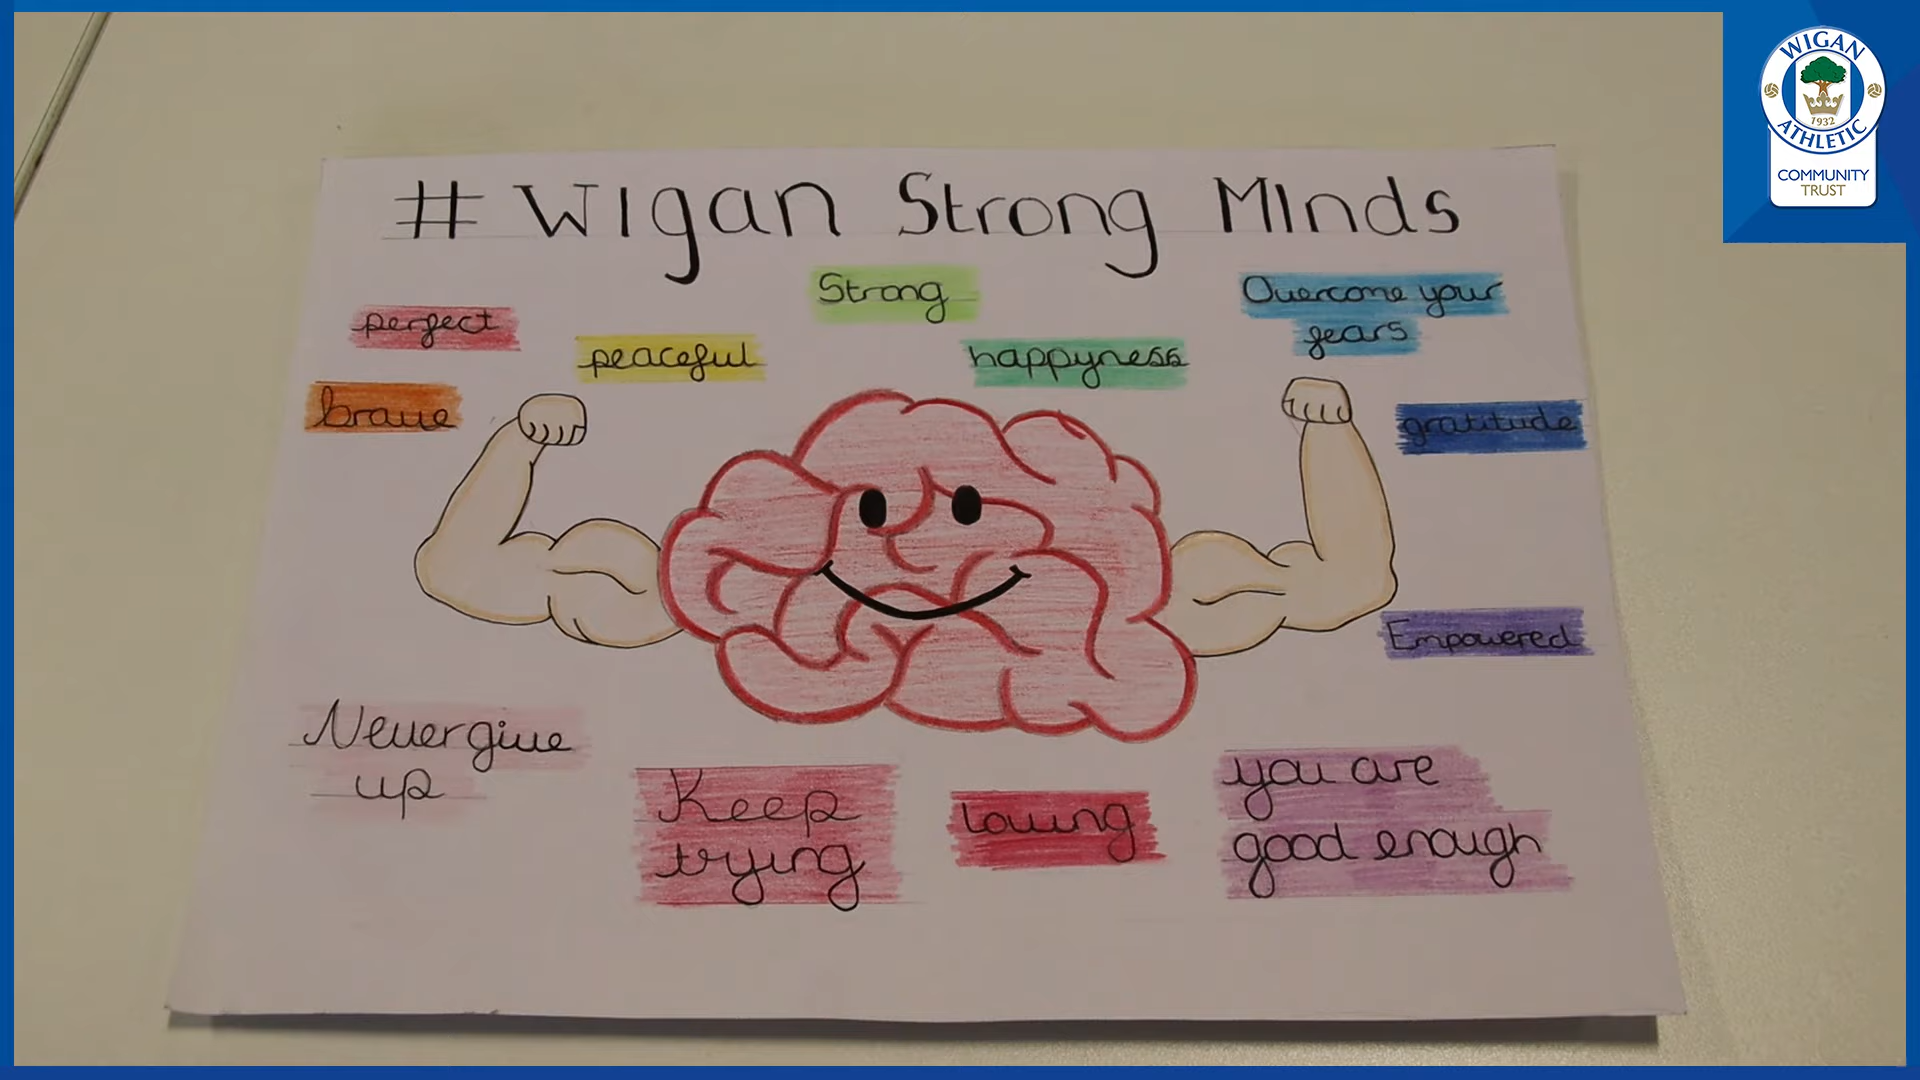 WIGAN
1932
ATHLETIC
COMMUNITY
TRUST
# Wigan Strong Minds
Strong
Overcome your
fears
perfect
peaceful
happyness
brave
gratitude
Empowered
Never give
up
Keep
trying
loving
you are
good enough